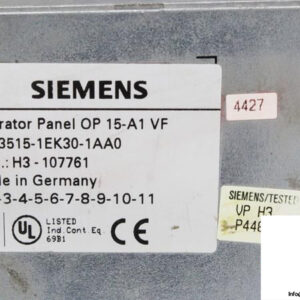 SIEMENS
4427
rator Panel OP 15-A1 VF
3515-1EK30-1AA0
.: H3 - 107761
de in Germany
-3-4-5-6-7-8-9-10-11
UL
LISTED
Ind. Cont. Eq.
69B1
CE
SIEMENS/TESTED
VP H3